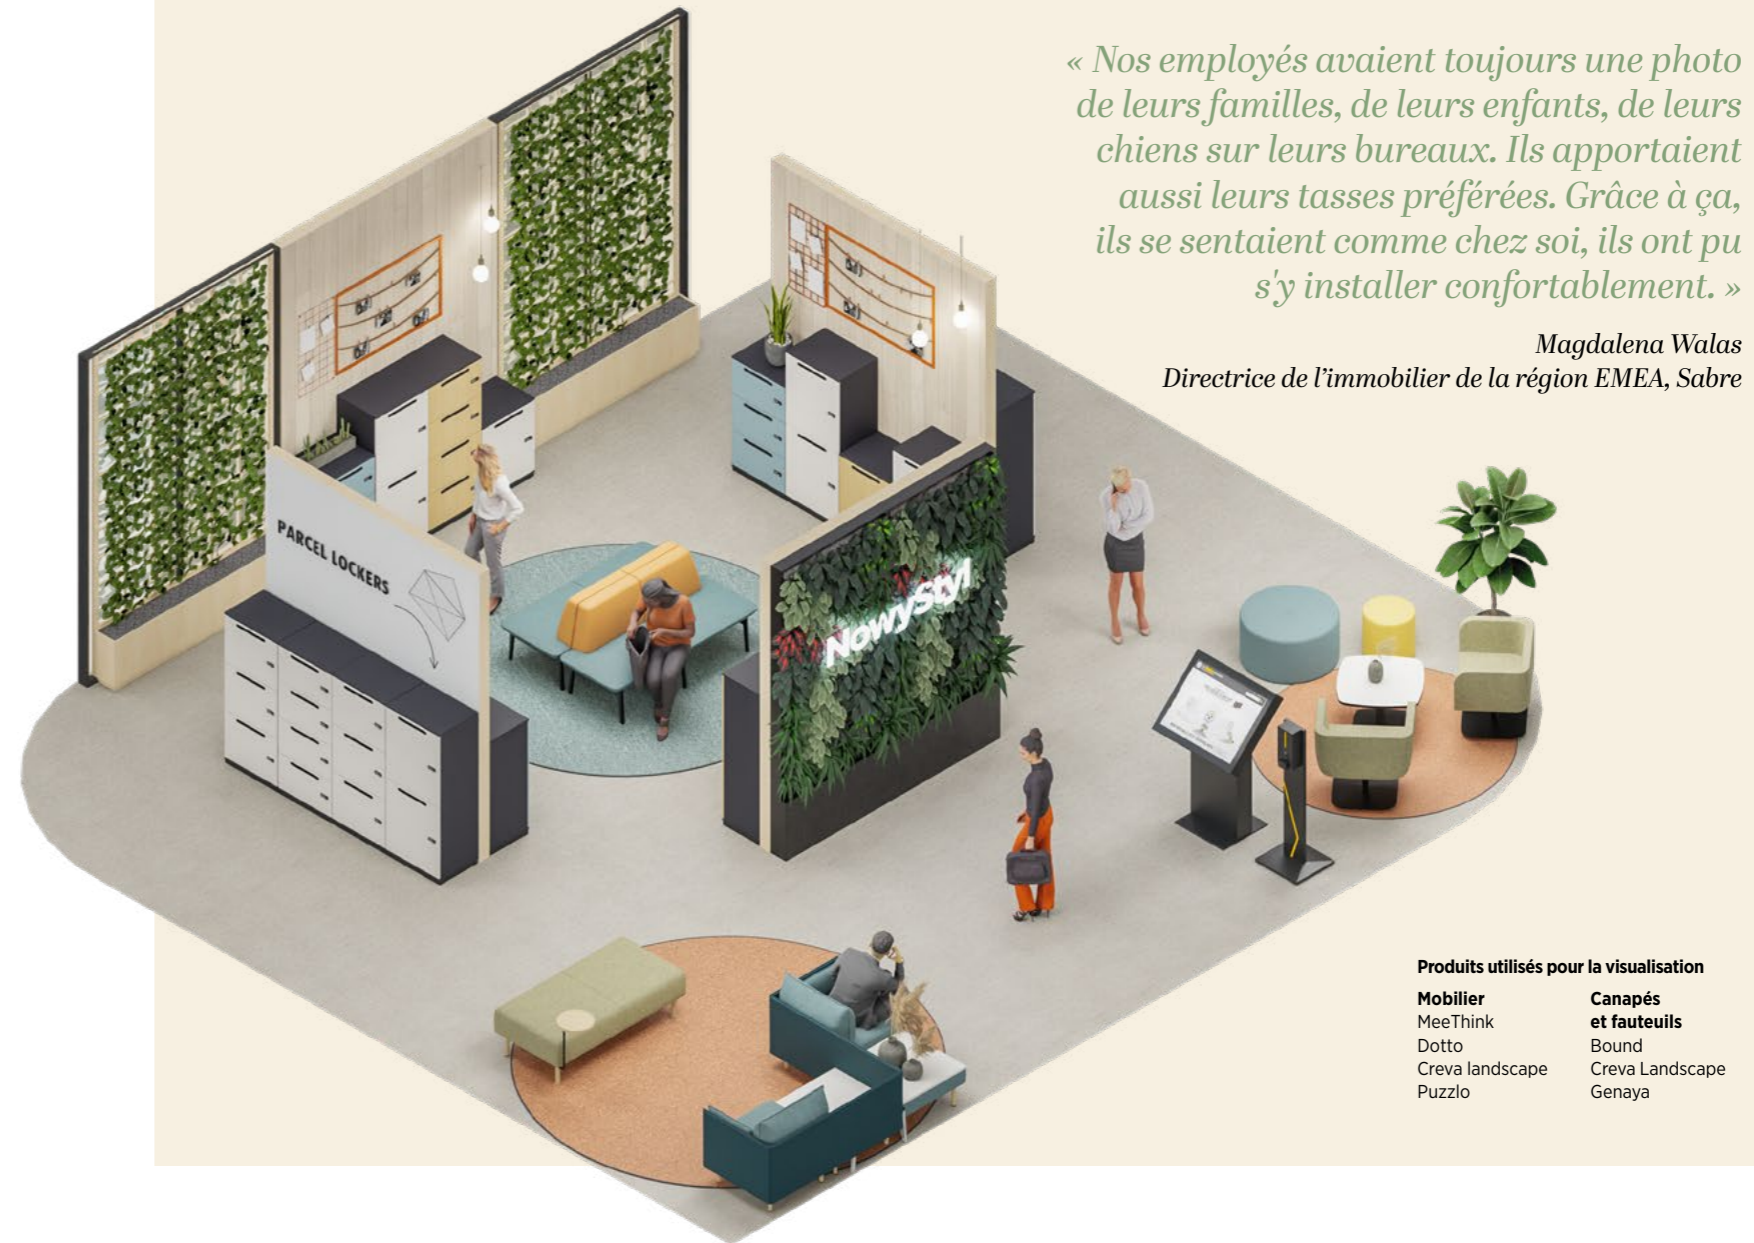 « Nos employés avaient toujours une photo
de leurs familles, de leurs enfants, de leurs
chiens sur leurs bureaux. Ils apportaient
aussi leurs tasses préférées. Grâce à ça,
ils se sentaient comme chez soi, ils ont pu
s'y installer confortablement. »
Magdalena Walas
Directrice de l’immobilier de la région EMEA, Sabre
PARCEL LOCKERS
NowyStyl
Produits utilisés pour la visualisation
Mobilier
MeeThink
Dotto
Creva landscape
Puzzlo
Canapés
et fauteuils
Bound
Creva Landscape
Genaya